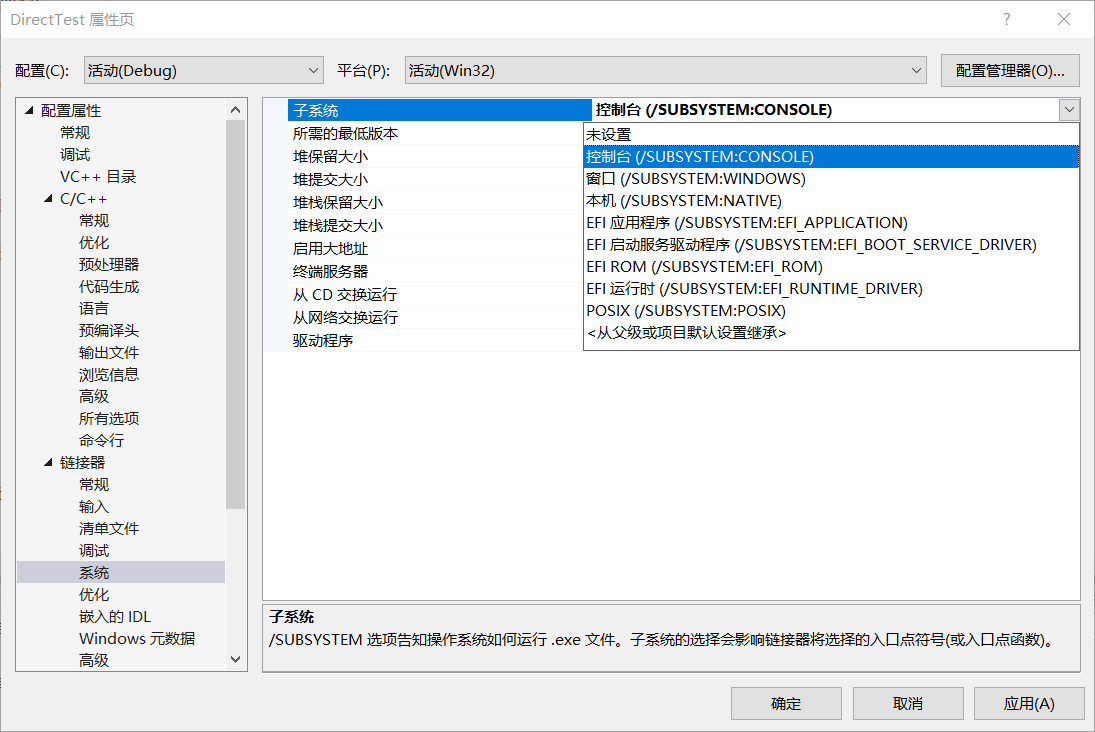 DirectTest 属性页
?
配置(C): 活动(Debug) 平台(P): 活动(Win32) 配置管理器(O)...
配置属性
常规
调试
VC++ 目录
C/C++
常规
优化
预处理器
代码生成
语言
预编译头
输出文件
浏览信息
高级
所有选项
命令行
链接器
常规
输入
清单文件
调试
系统
优化
嵌入的 IDL
Windows 元数据
高级
子系统 控制台 (/SUBSYSTEM:CONSOLE)
所需的最低版本
堆保留大小
堆提交大小
堆栈保留大小
堆栈提交大小
启用大地址
终端服务器
从 CD 交换运行
从网络交换运行
驱动程序
未设置
控制台 (/SUBSYSTEM:CONSOLE)
窗口 (/SUBSYSTEM:WINDOWS)
本机 (/SUBSYSTEM:NATIVE)
EFI 应用程序 (/SUBSYSTEM:EFI_APPLICATION)
EFI 启动服务驱动程序 (/SUBSYSTEM:EFI_BOOT_SERVICE_DRIVER)
EFI ROM (/SUBSYSTEM:EFI_ROM)
EFI 运行时 (/SUBSYSTEM:EFI_RUNTIME_DRIVER)
POSIX (/SUBSYSTEM:POSIX)
<从父级或项目默认设置继承>
子系统
/SUBSYSTEM 选项告知操作系统如何运行 .exe 文件。子系统的选择会影响链接器将选择的入口点符号(或入口点函数)。
确定 取消 应用(A)